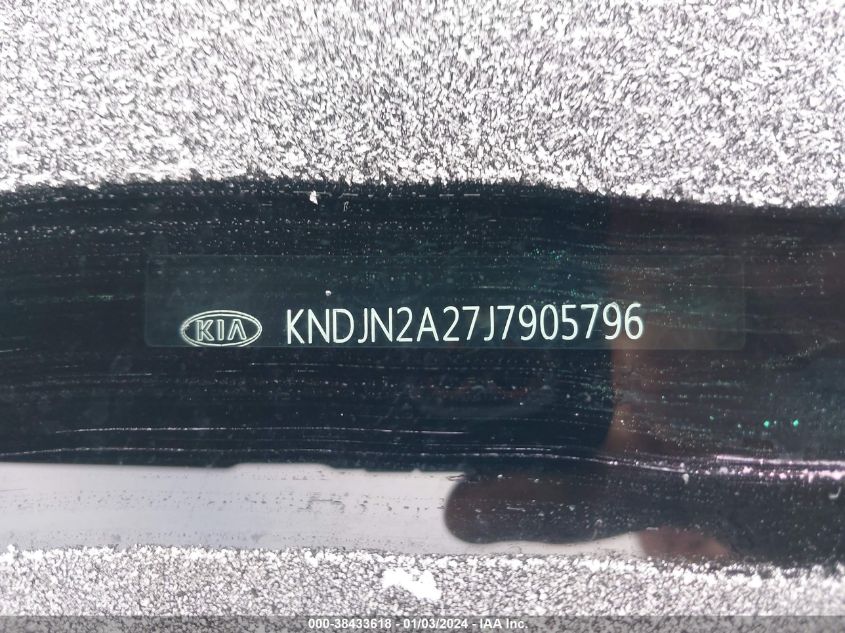 KIA KNDJN2A27J7905796
000-38433618 - 01/03/2024 - IAA Inc.